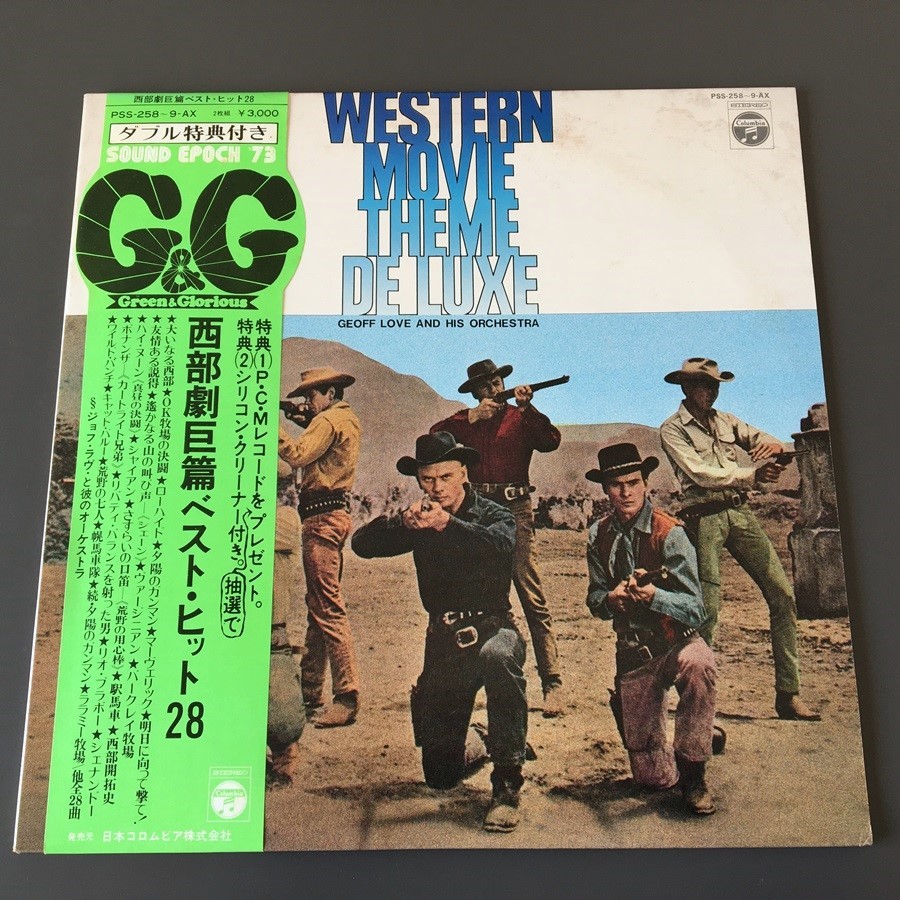 西部劇巨篇ベスト・ヒット28
PSS-258~9-AX 2枚組 ¥3,000
ダブル特典付き
SOUND EPOCH '73
G&G
Green & Glorious
特典①P・C・Mレコードをプレゼント。
特典②シリコン・クリーナー付き。
抽選で
西部劇巨篇ベスト・ヒット28
★大いなる西部★OK牧場の決闘★ローハイド★夕陽のガンマン★マーヴェリック★明日に向って撃て!
★友情ある説得★遙かなる山の叫び声―〈シェーン〉★ヴァージニアン★バークレイ牧場
★ハイ・ヌーン〈真昼の決闘〉★シャイアン★さすらいの口笛―〈荒野の用心棒〉★駅馬車★西部開拓史
★ボナンザ―〈カートライト兄弟〉★リバティ・バランスを射った男★リオ・ブラボー★シェナンドー
★ワイルド・バンチ★キャット・バルー★荒野の七人★幌馬車隊★続・夕陽のガンマン★ララミー牧場〈他全28曲
§ジョフ・ラヴと彼のオーケストラ
STEREO
Columbia
発売元 日本コロムビア株式会社
WESTERN
MOVIE
THEME
DE LUXE
GEOFF LOVE AND HIS ORCHESTRA
PSS-258~9-AX
STEREO
Columbia